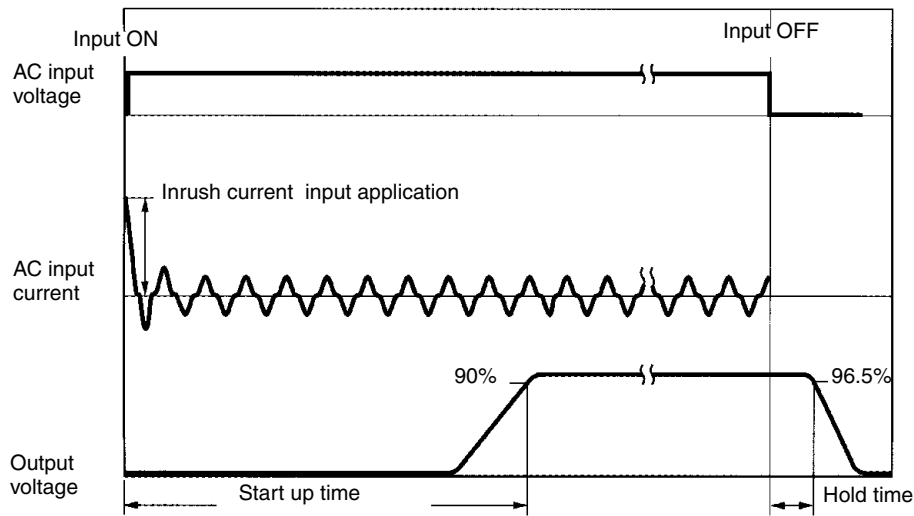 Input ON
Input OFF
AC input
voltage
Inrush current input application
AC input
current
90%
96.5%
Output
voltage
Start up time
Hold time